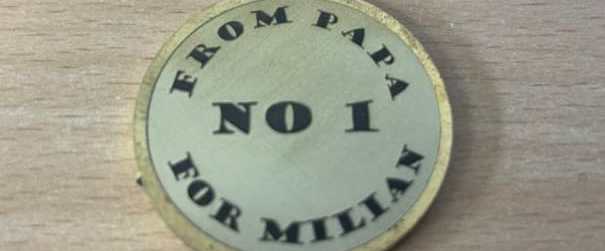 FROM PAPA
NO 1
FOR MILIAN